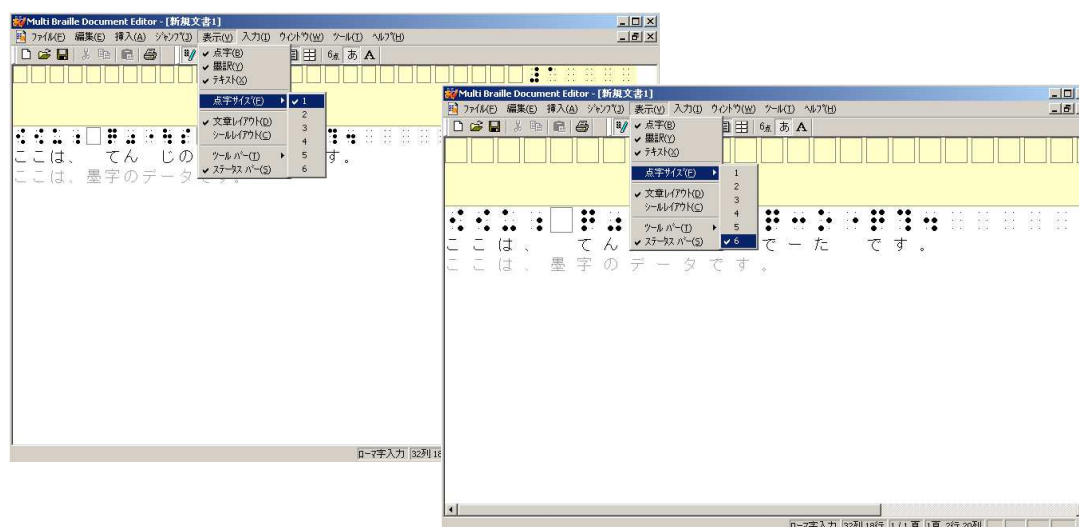 Multi Braille Document Editor - [新規文書1]
ファイル(F) 編集(E) 挿入(A) ジャンプ(J) 表示(V) 入力(I) ウィンドウ(W) ツール(T) ヘルプ(H)
6点 あ A
点字(B)
墨訳(Y)
テキスト(X)
点字サイズ(F)
文章レイアウト(D)
シールレイアウト(C)
ツール バー(T)
ステータス バー(S)
1
2
3
4
5
6
ここは、 てん じの す。
ここは、墨字のデータです。
ローマ字入力 32列 18
Multi Braille Document Editor - [新規文書1]
ファイル(F) 編集(E) 挿入(A) ジャンプ(J) 表示(V) 入力(I) ウィンドウ(W) ツール(T) ヘルプ(H)
6点 あ A
点字(B)
墨訳(Y)
テキスト(X)
点字サイズ(F)
文章レイアウト(D)
シールレイアウト(C)
ツール バー(T)
ステータス バー(S)
1
2
3
4
5
6
ここは、 てん でーた です。
ここは、墨字のデータです。
ローマ字入力 32列 18行 1 / 1 頁 1頁 2行 20列